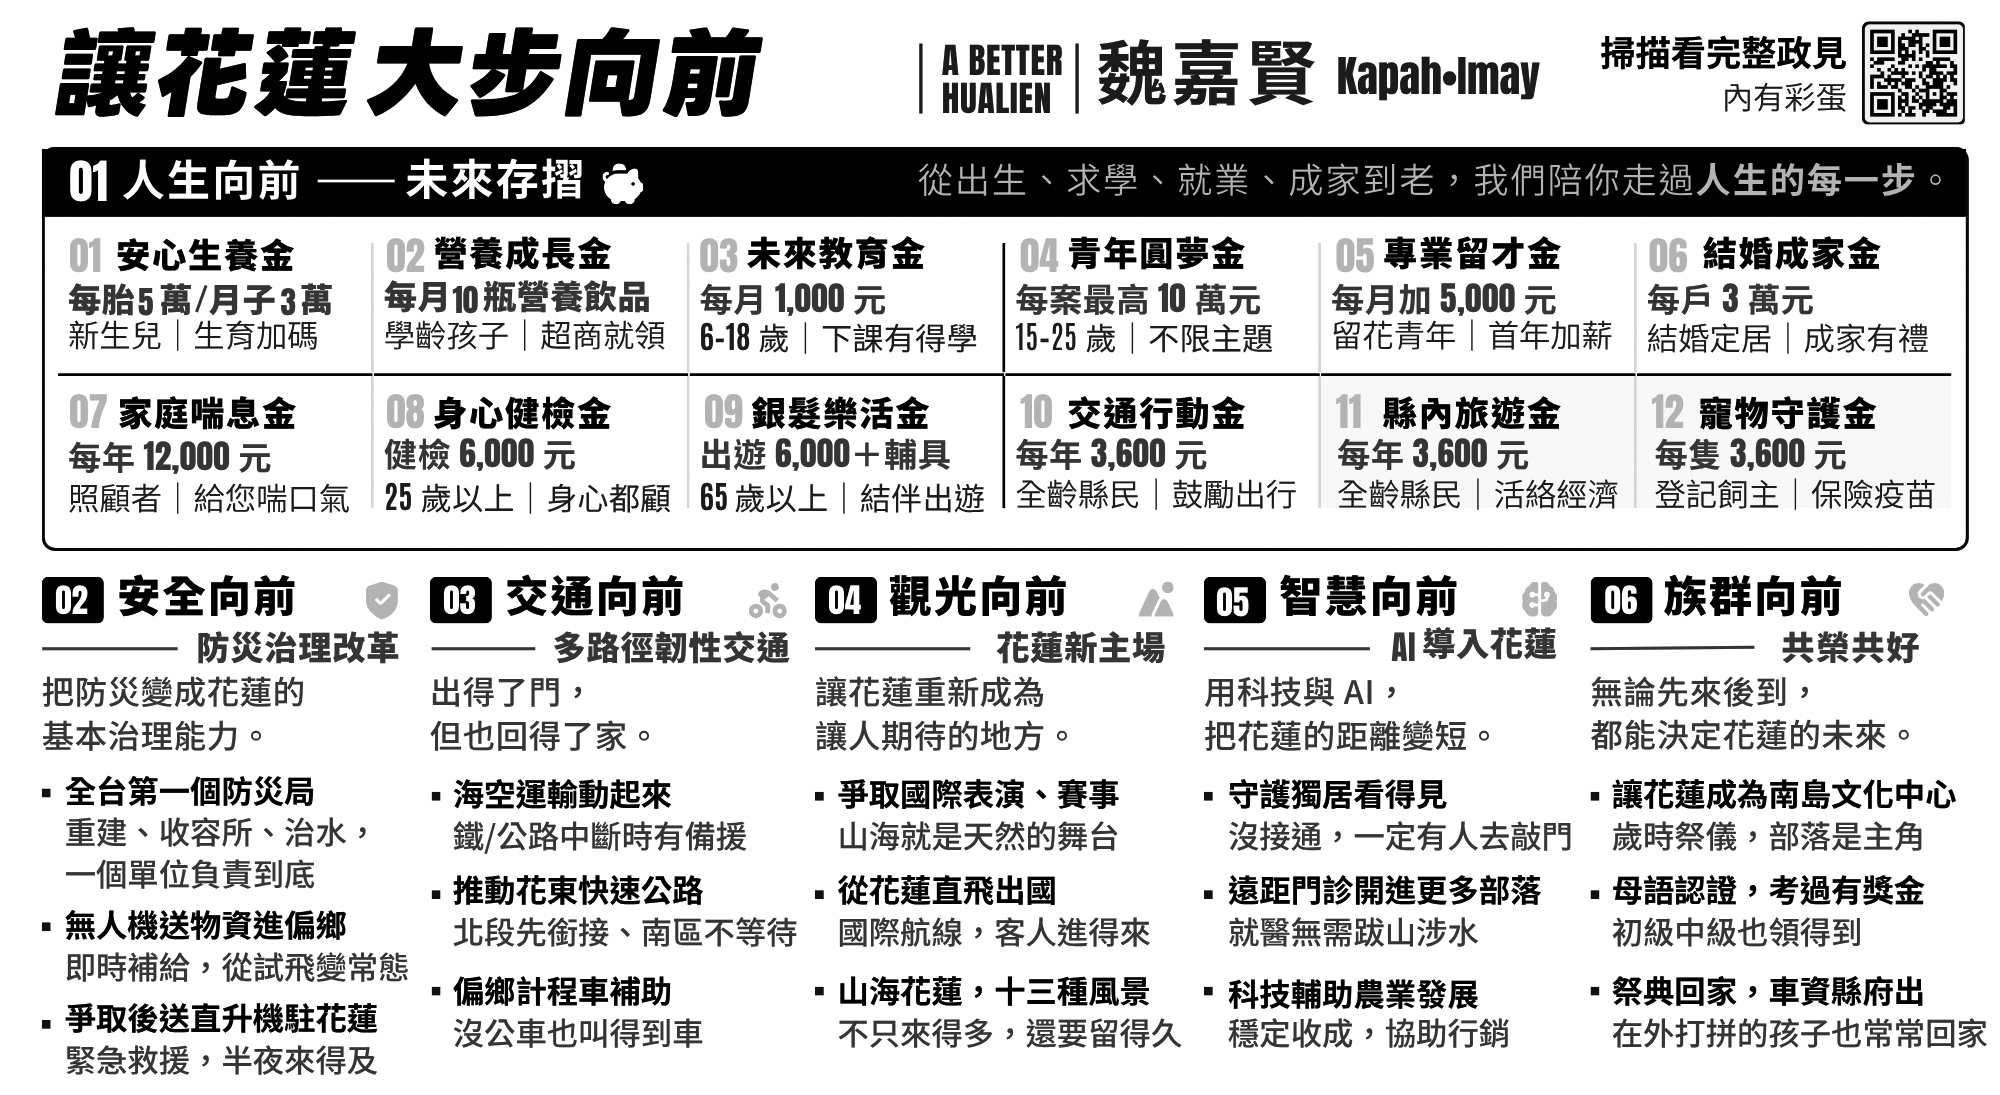 讓花蓮 大步向前
A BETTER
HUALIEN
魏嘉賢 Kapah•Imay
掃描看完整政見
內有彩蛋
01 人生向前 —— 未來存摺
從出生、求學、就業、成家到老，我們陪你走過人生的每一步。
01 安心生養金
每胎5萬/月子3萬
新生兒｜生育加碼
02 營養成長金
每月10瓶營養飲品
學齡孩子｜超商就領
03 未來教育金
每月 1,000 元
6-18 歲｜下課有得學
04 青年圓夢金
每案最高 10 萬元
15-25 歲｜不限主題
05 專業留才金
每月加 5,000 元
留花青年｜首年加薪
06 結婚成家金
每戶 3 萬元
結婚定居｜成家有禮
07 家庭喘息金
每年 12,000 元
照顧者｜給您喘口氣
08 身心健檢金
健檢 6,000 元
25 歲以上｜身心都顧
09 銀髮樂活金
出遊 6,000＋輔具
65 歲以上｜結伴出遊
10 交通行動金
每年 3,600 元
全齡縣民｜鼓勵出行
11 縣內旅遊金
每年 3,600 元
全齡縣民｜活絡經濟
12 寵物守護金
每隻 3,600 元
登記飼主｜保險疫苗
02 安全向前
—— 防災治理改革
把防災變成花蓮的
基本治理能力。
▪ 全台第一個防災局
重建、收容所、治水，
一個單位負責到底
▪ 無人機送物資進偏鄉
即時補給，從試飛變常態
▪ 爭取後送直升機駐花蓮
緊急救援，半夜來得及
03 交通向前
—— 多路徑韌性交通
出得了門，
但也回得了家。
▪ 海空運輸動起來
鐵/公路中斷時有備援
▪ 推動花東快速公路
北段先銜接、南區不等待
▪ 偏鄉計程車補助
沒公車也叫得到車
04 觀光向前
—— 花蓮新主場
讓花蓮重新成為
讓人期待的地方。
▪ 爭取國際表演、賽事
山海就是天然的舞台
▪ 從花蓮直飛出國
國際航線，客人進得來
▪ 山海花蓮，十三種風景
不只來得多，還要留得久
05 智慧向前
—— AI 導入花蓮
用科技與 AI，
把花蓮的距離變短。
▪ 守護獨居看得見
沒接通，一定有人去敲門
▪ 遠距門診開進更多部落
就醫無需跋山涉水
▪ 科技輔助農業發展
穩定收成，協助行銷
06 族群向前
—— 共榮共好
無論先來後到，
都能決定花蓮的未來。
▪ 讓花蓮成為南島文化中心
歲時祭儀，部落是主角
▪ 母語認證，考過有獎金
初級中級也領得到
▪ 祭典回家，車資縣府出
在外打拼的孩子也常常回家